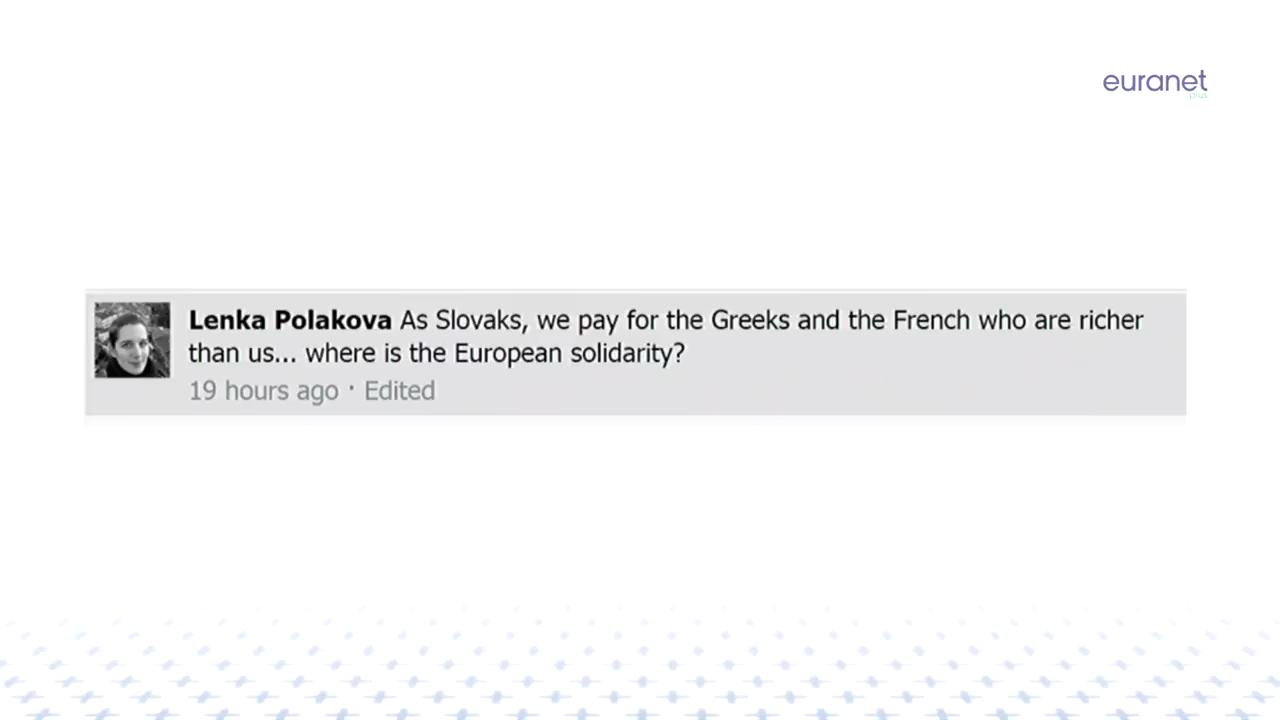 euranet
plus
Lenka Polakova As Slovaks, we pay for the Greeks and the French who are richer
than us... where is the European solidarity?
19 hours ago · Edited